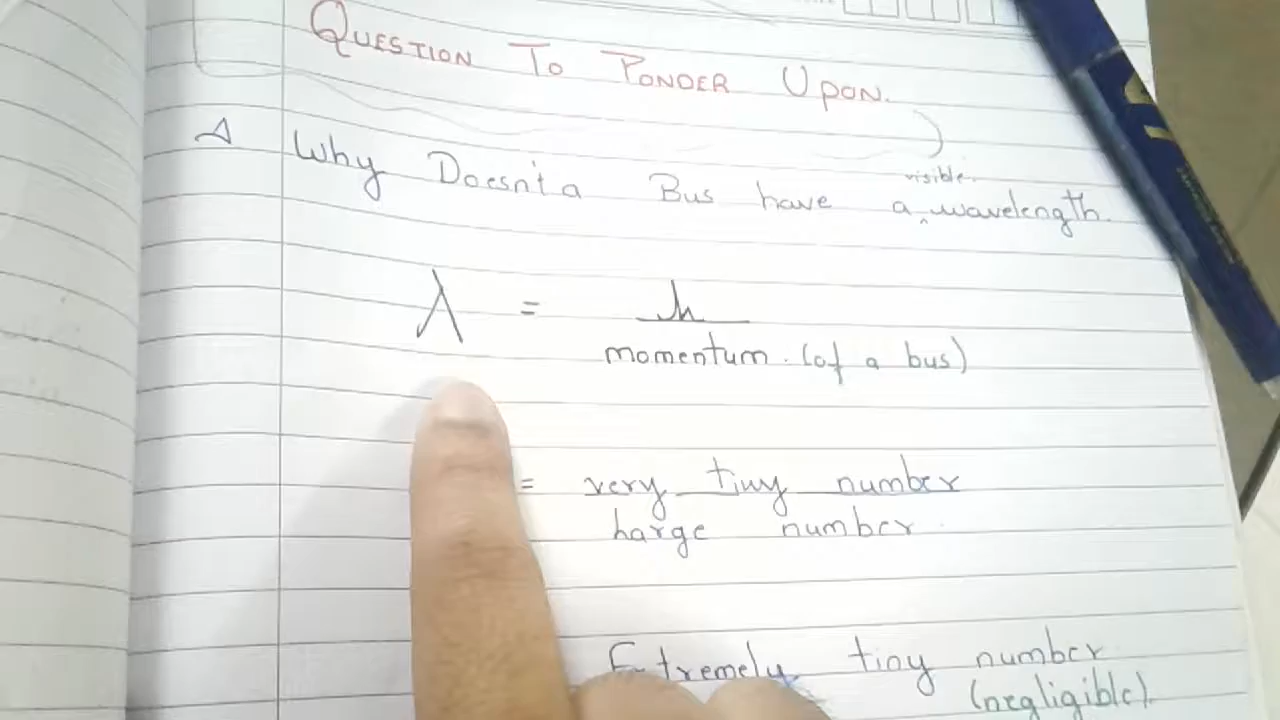 QUESTION TO PONDER UPON.
Why Doesn't a Bus have a visible wavelength.
λ = h
momentum. (of a bus)
= very tiny number
large number
Extremely tiny number
(negligible).